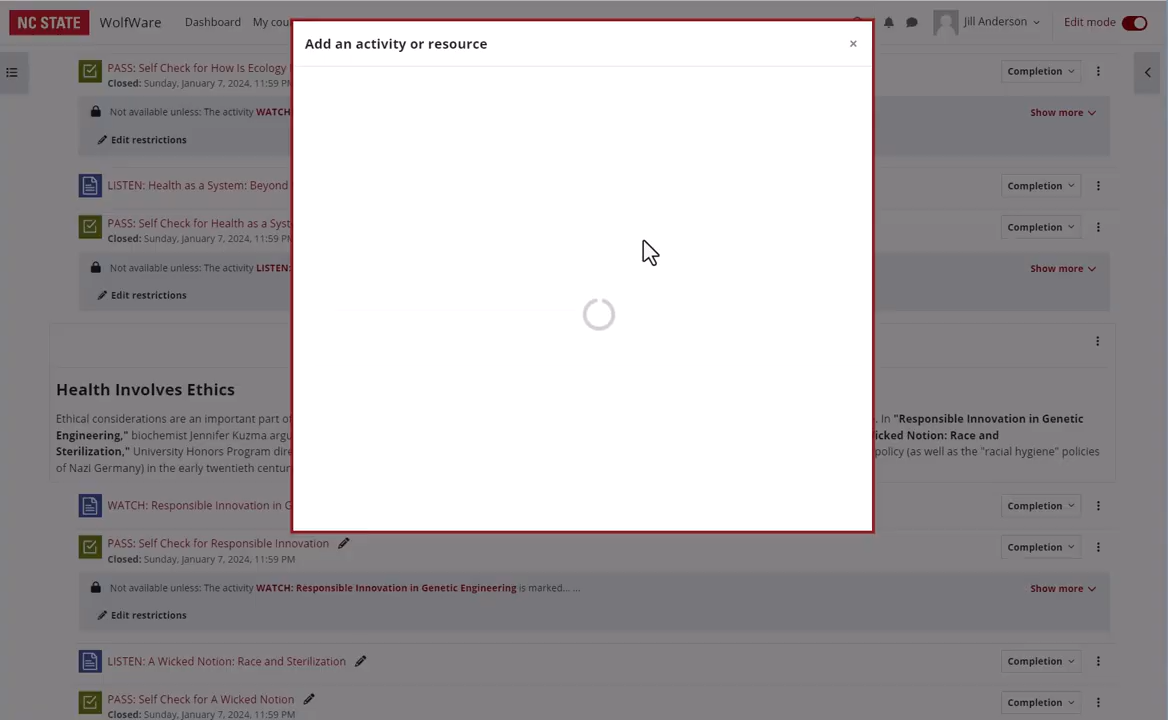 NC STATE WolfWare Dashboard My cou Jill Anderson Edit mode
Add an activity or resource ×
PASS: Self Check for How Is Ecology
Closed: Sunday, January 7, 2024, 11:59 PM
Completion
Not available unless: The activity WATCH:
Show more
Edit restrictions
LISTEN: Health as a System: Beyond
Completion
PASS: Self Check for Health as a Syst
Closed: Sunday, January 7, 2024, 11:59 PM
Completion
Not available unless: The activity LISTEN:
Show more
Edit restrictions
Health Involves Ethics
Ethical considerations are an important part of . In "Responsible Innovation in Genetic
Engineering," biochemist Jennifer Kuzma argu icked Notion: Race and
Sterilization," University Honors Program dire policy (as well as the "racial hygiene" policies
of Nazi Germany) in the early twentieth centur
WATCH: Responsible Innovation in G
Completion
PASS: Self Check for Responsible Innovation
Closed: Sunday, January 7, 2024, 11:59 PM
Completion
Not available unless: The activity WATCH: Responsible Innovation in Genetic Engineering is marked... ...
Show more
Edit restrictions
LISTEN: A Wicked Notion: Race and Sterilization
Completion
PASS: Self Check for A Wicked Notion
Closed: Sunday, January 7, 2024, 11:59 PM
Completion